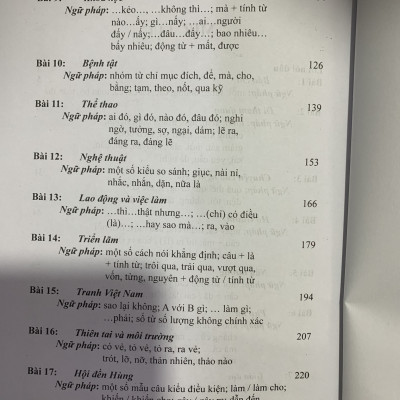 Ngữ pháp: …kẻo…, …không thì…; mà + tính từ
nào…ấy; gì…nấy; …ai…người
đấy / nấy;…đâu…đấy…; bao nhiêu…
bấy nhiêu; động từ + mất, được
Bài 10: Bệnh tật 126
Ngữ pháp: nhóm từ chỉ mục đích, để, mà, cho,
bằng; tạm, theo, nốt, qua kỹ
Bài 11: Thể thao 139
Ngữ pháp: ai đó, gì đó, nào đó, đâu đó; nghi
ngờ, tưởng, sợ, ngại, dám; lẽ ra,
đáng ra, đáng lẽ
Bài 12: Nghệ thuật 153
Ngữ pháp: một số kiểu so sánh; giục, nài nỉ,
nhắc, nhắn, dặn, nữa là
Bài 13: Lao động và việc làm 166
Ngữ pháp: …thì…thật nhưng…; …(chỉ) có điều
(là)…; …hay sao mà…; ra, vào
Bài 14: Triển lãm 179
Ngữ pháp: một số cách nói khẳng định; câu + là
+ tính từ; trôi qua, trải qua, vượt qua,
vốn, từng, nguyên + động từ / tính từ
Bài 15: Tranh Việt Nam 194
Ngữ pháp: sao lại không; A với B gì; … làm gì;
…phải; số từ số lượng không chính xác
Bài 16: Thiên tai và môi trường 207
Ngữ pháp: có vẻ, tỏ vẻ, tỏ ra, ra vẻ;
trót, lỡ, nỡ, thản nhiên, thảo nào
Bài 17: Hội đền Hùng 220
Ngữ pháp: một số mẫu câu kiểu điều kiện; làm / làm cho;